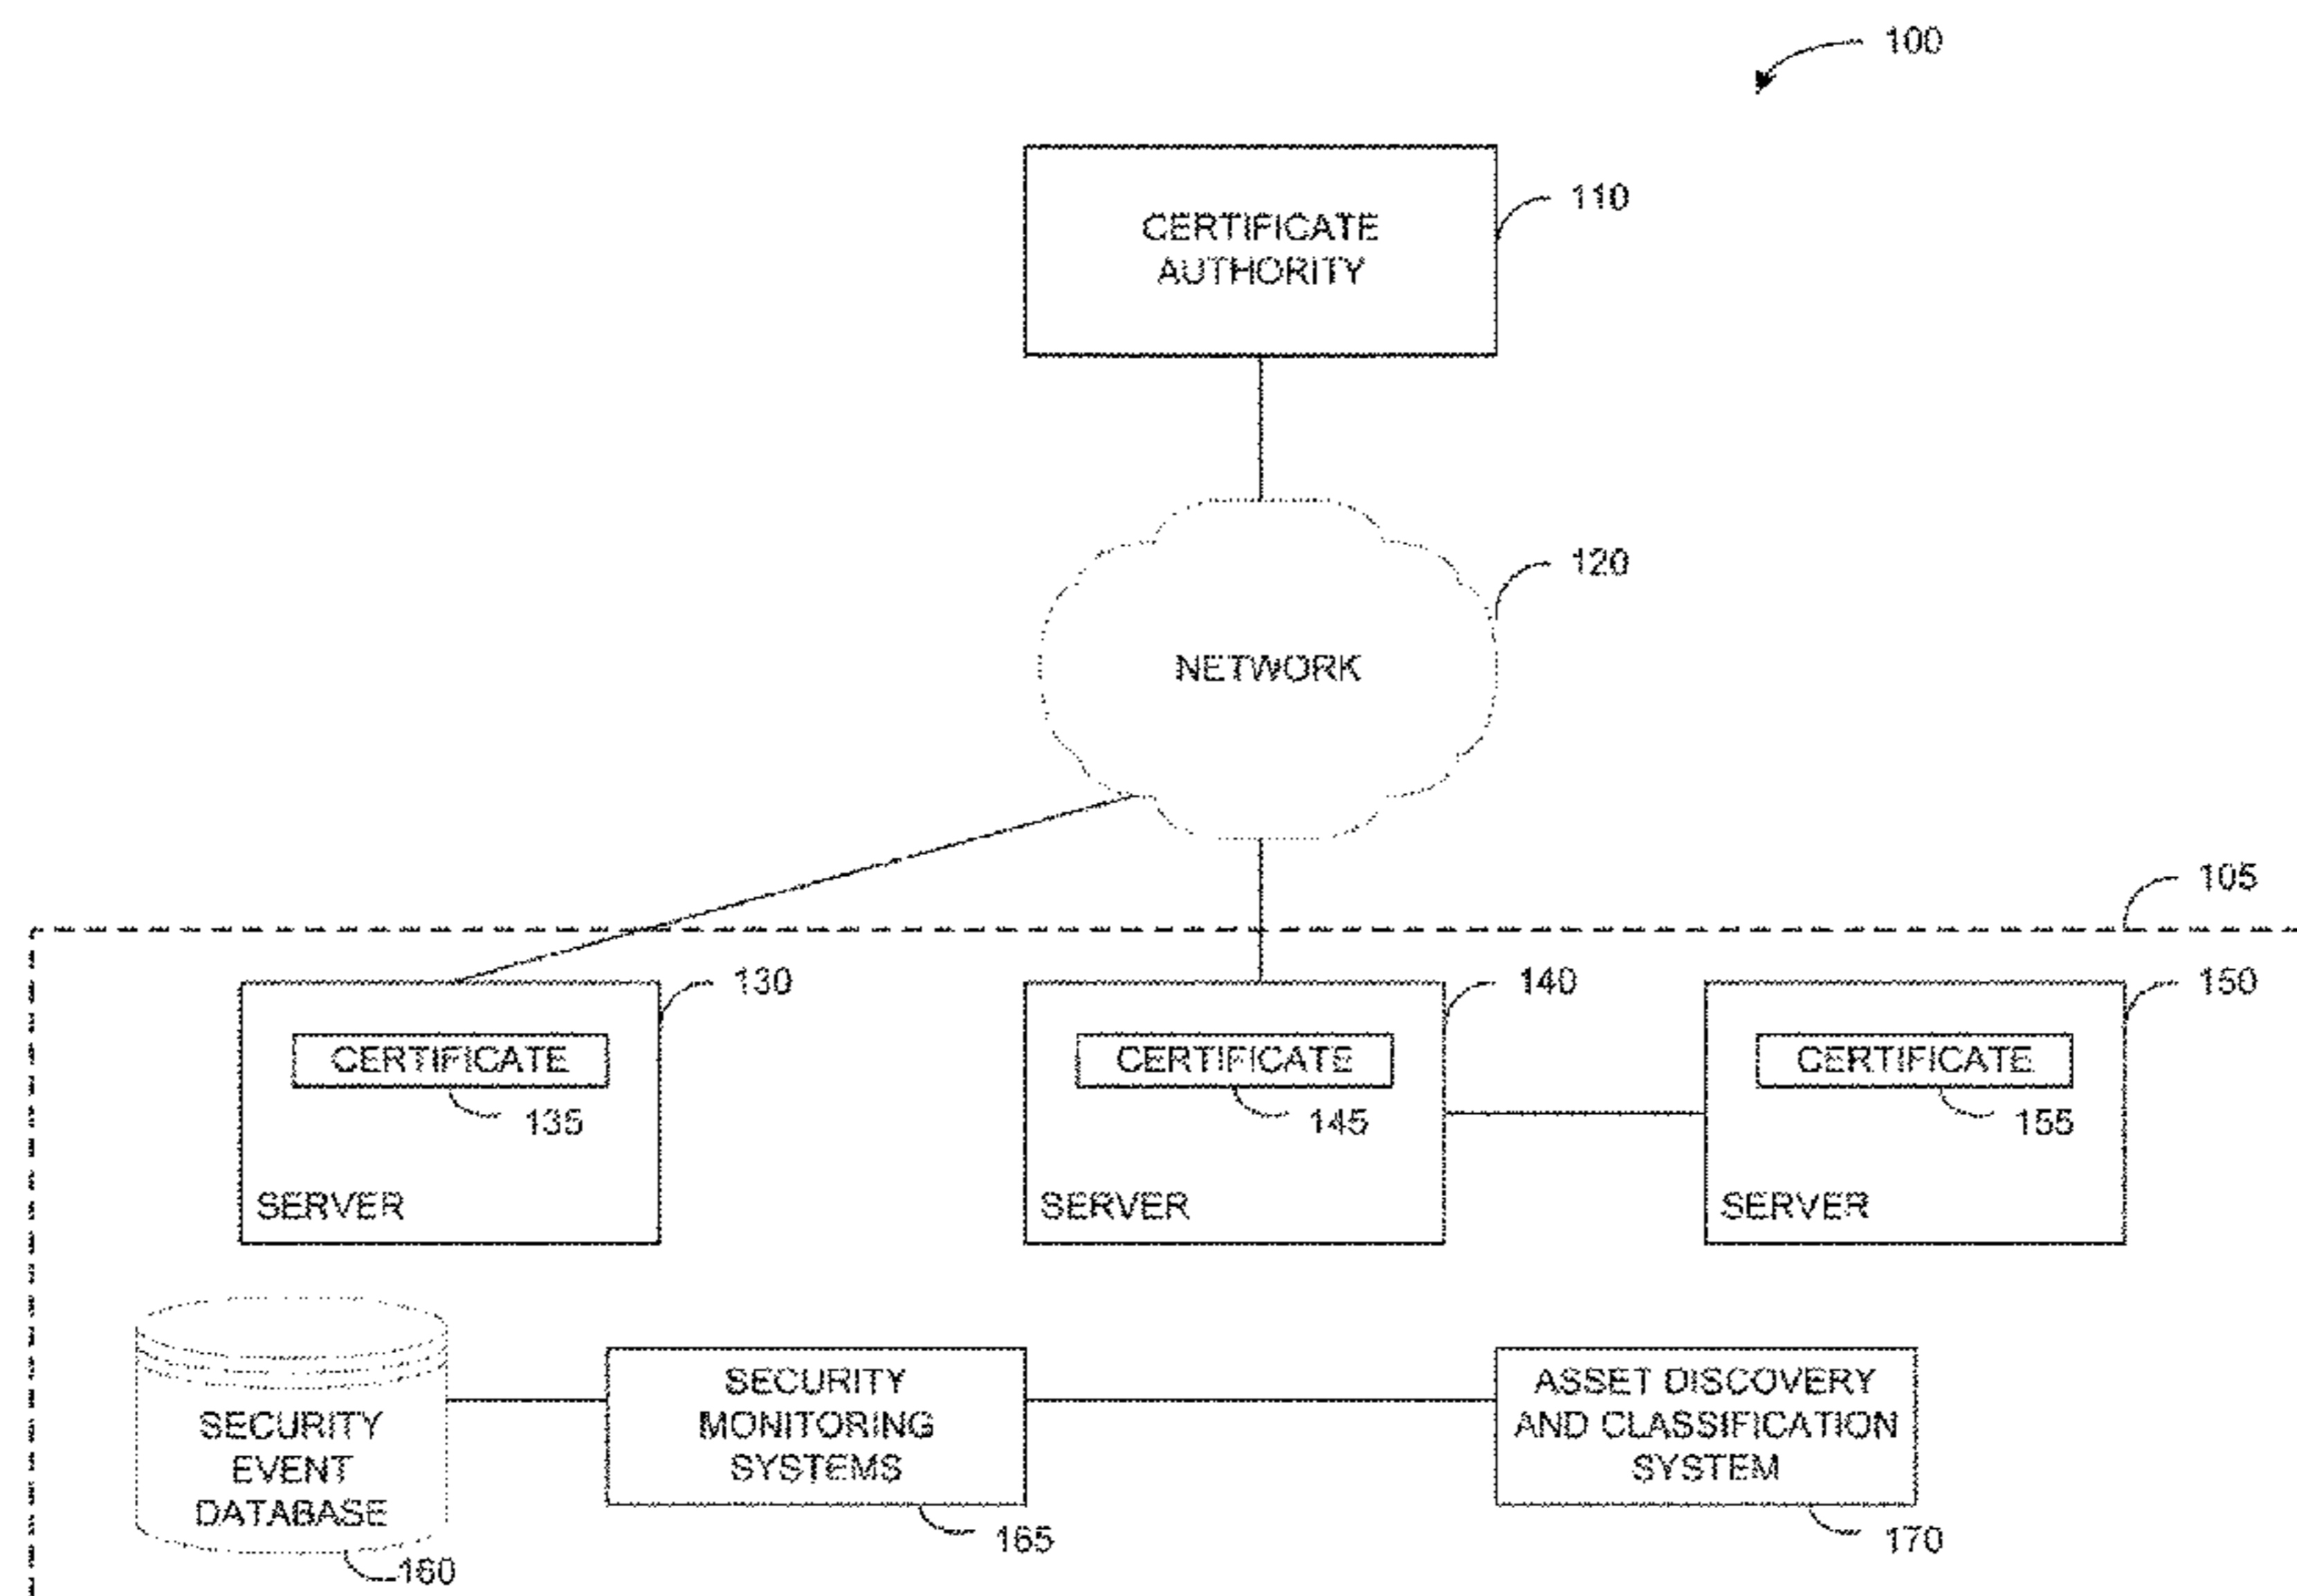 100
CERTIFICATE
AUTHORITY
110
120
NETWORK
105
130
140
150
CERTIFICATE
CERTIFICATE
CERTIFICATE
135
145
155
SERVER
SERVER
SERVER
SECURITY
EVENT
DATABASE
160
SECURITY
MONITORING
SYSTEMS
165
ASSET DISCOVERY
AND CLASSIFICATION
SYSTEM
170